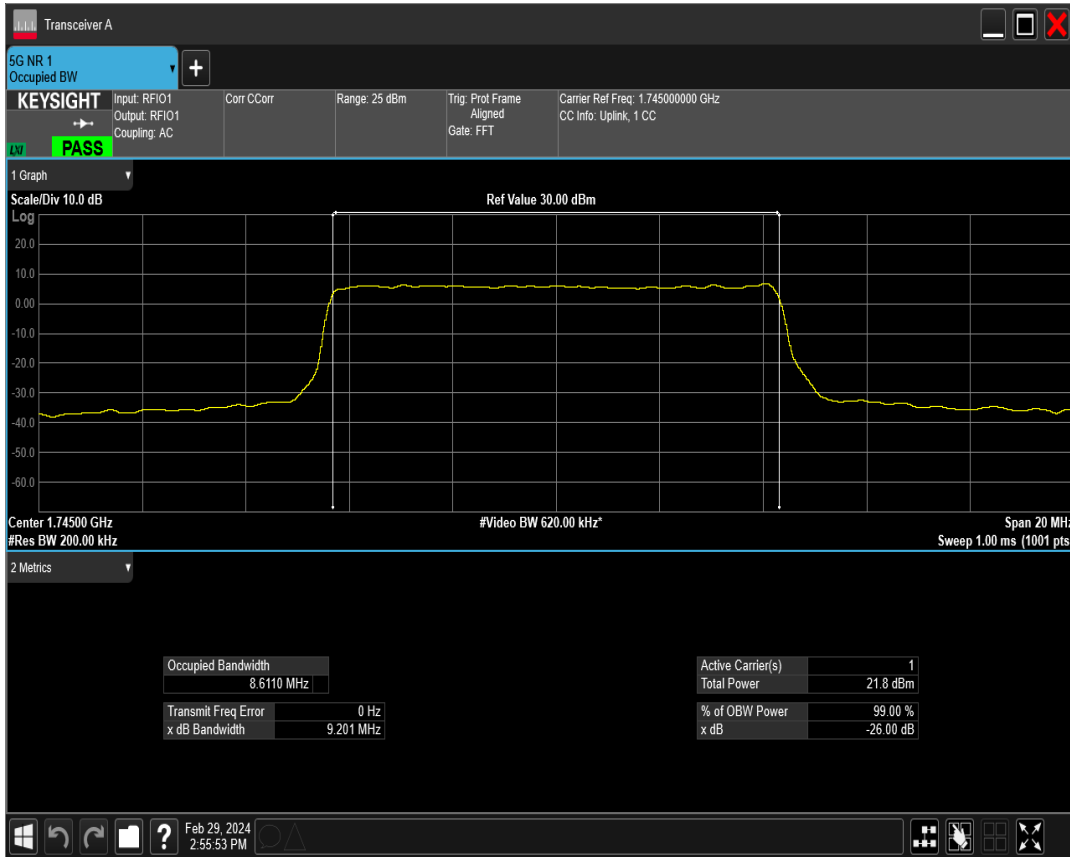 Transceiver A
5G NR 1
Occupied BW
KEYSIGHT
LXI
PASS
Input: RFIO1
Output: RFIO1
Coupling: AC
Corr CCorr
Range: 25 dBm
Trig: Prot Frame
Aligned
Gate: FFT
Carrier Ref Freq: 1.745000000 GHz
CC Info: Uplink, 1 CC
1 Graph
Scale/Div 10.0 dB
Ref Value 30.00 dBm
Log
20.0
10.0
0.00
-10.0
-20.0
-30.0
-40.0
-50.0
-60.0
Center 1.74500 GHz
#Video BW 620.00 kHz*
Span 20 MHz
#Res BW 200.00 kHz
Sweep 1.00 ms (1001 pts
2 Metrics
Occupied Bandwidth
8.6110 MHz
Transmit Freq Error 0 Hz
x dB Bandwidth 9.201 MHz
Active Carrier(s) 1
Total Power 21.8 dBm
% of OBW Power 99.00 %
x dB -26.00 dB
?
Feb 29, 2024
2:55:53 PM